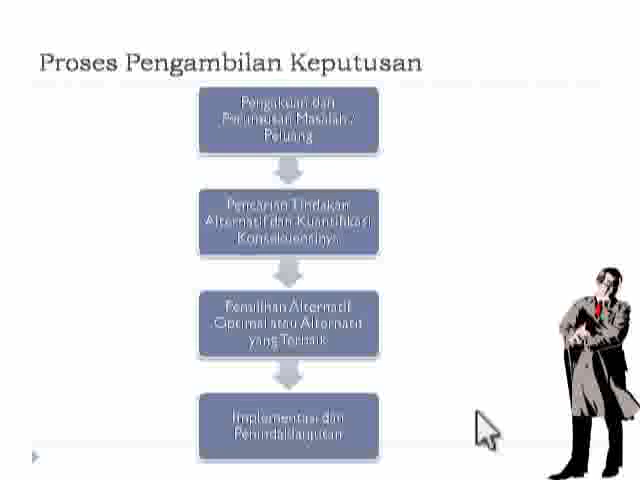 Proses Pengambilan Keputusan
Pengakuan dan
Perumusan Masalah,
Peluang
Pencarian Tindakan
Alternatif dan Kuantifikasi
Konsekuensinya
Pemilihan Alternatif
Optimal atau Alternatif
yang Terbaik
Implementasi dan
Penindaklanjutan